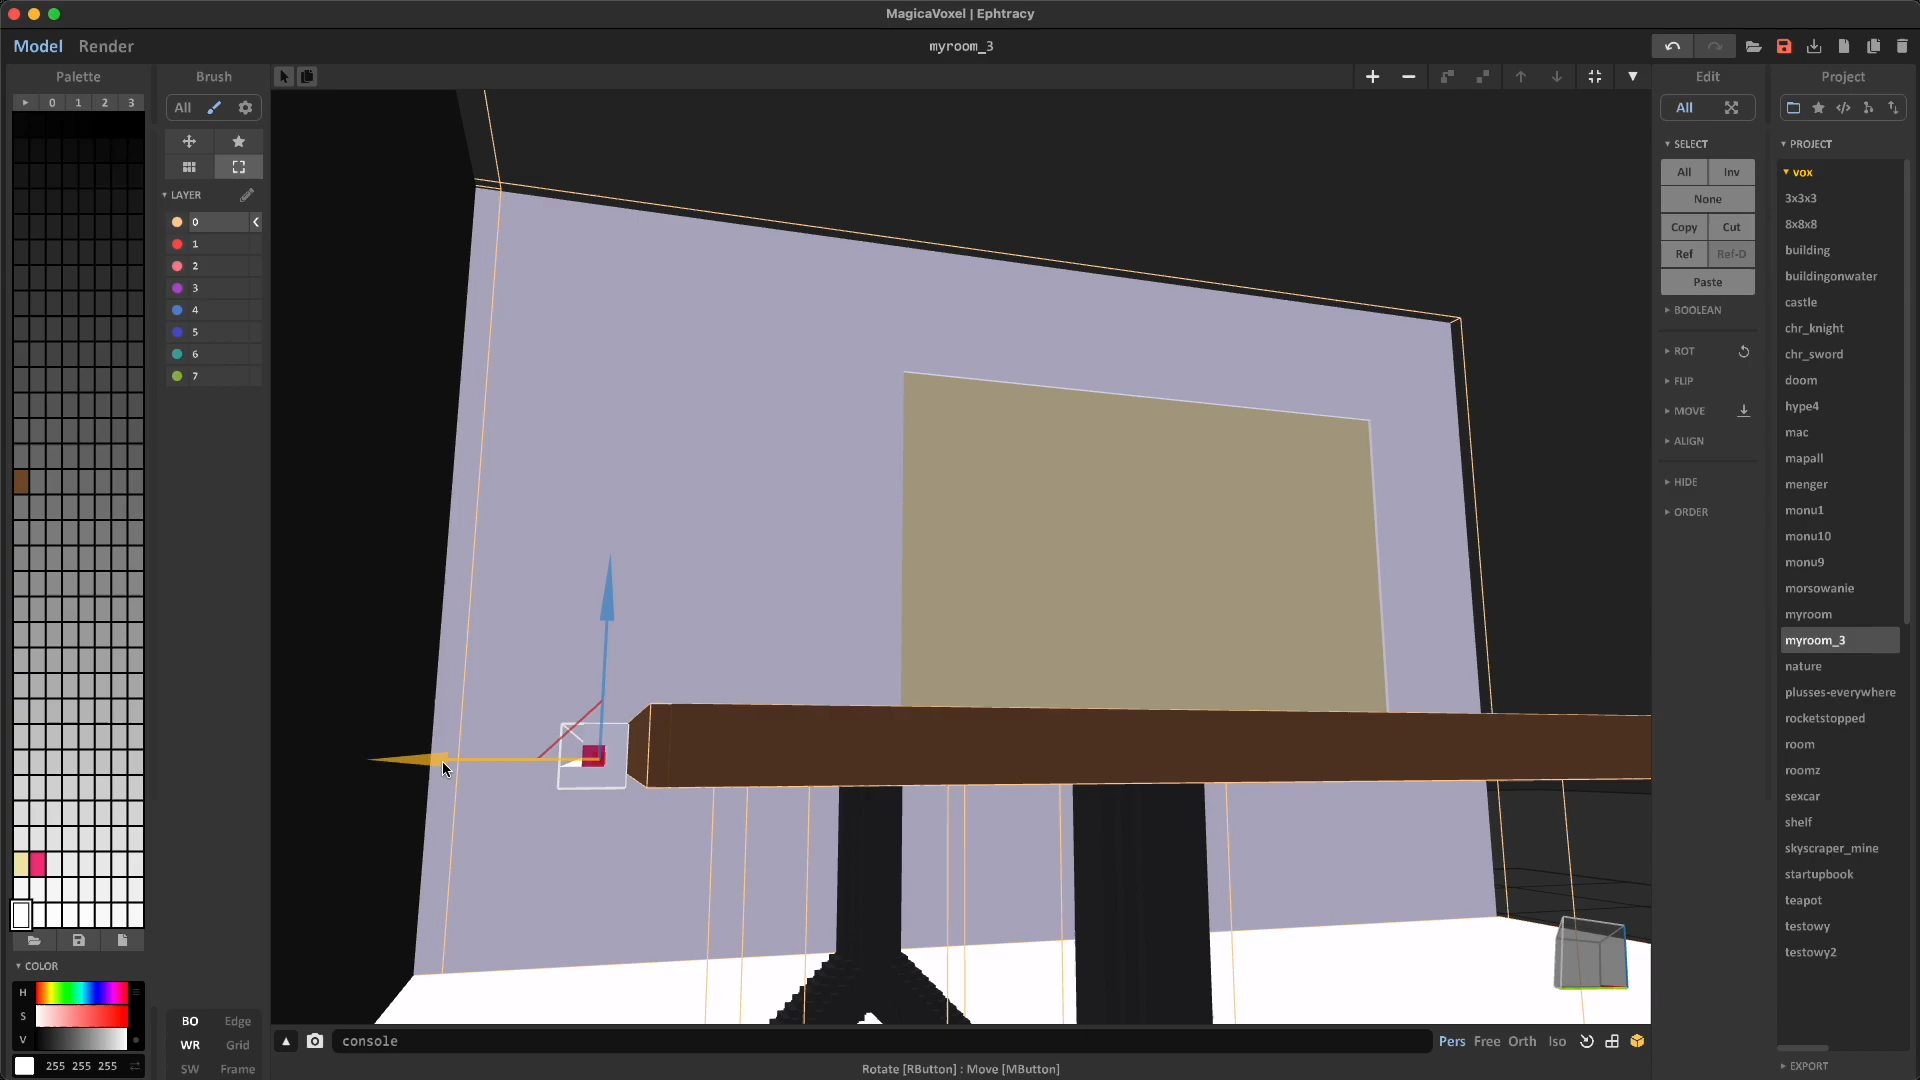 MagicaVoxel | Ephtracy
Model Render
myroom_3
Palette
0 1 2 3
Brush
All
LAYER
0
1
2
3
4
5
6
7
COLOR
H
S
V
255 255 255
BO Edge
WR Grid
SW Frame
console
Pers Free Orth Iso
Rotate [RButton] : Move [MButton]
Edit
All
SELECT
All Inv
None
Copy Cut
Ref Ref-D
Paste
BOOLEAN
ROT
FLIP
MOVE
ALIGN
HIDE
ORDER
Project
PROJECT
vox
3x3x3
8x8x8
building
buildingonwater
castle
chr_knight
chr_sword
doom
hype4
mac
mapall
menger
monu1
monu10
monu9
morsowanie
myroom
myroom_3
nature
plusses-everywhere
rocketstopped
room
roomz
sexcar
shelf
skyscraper_mine
startupbook
teapot
testowy
testowy2
EXPORT